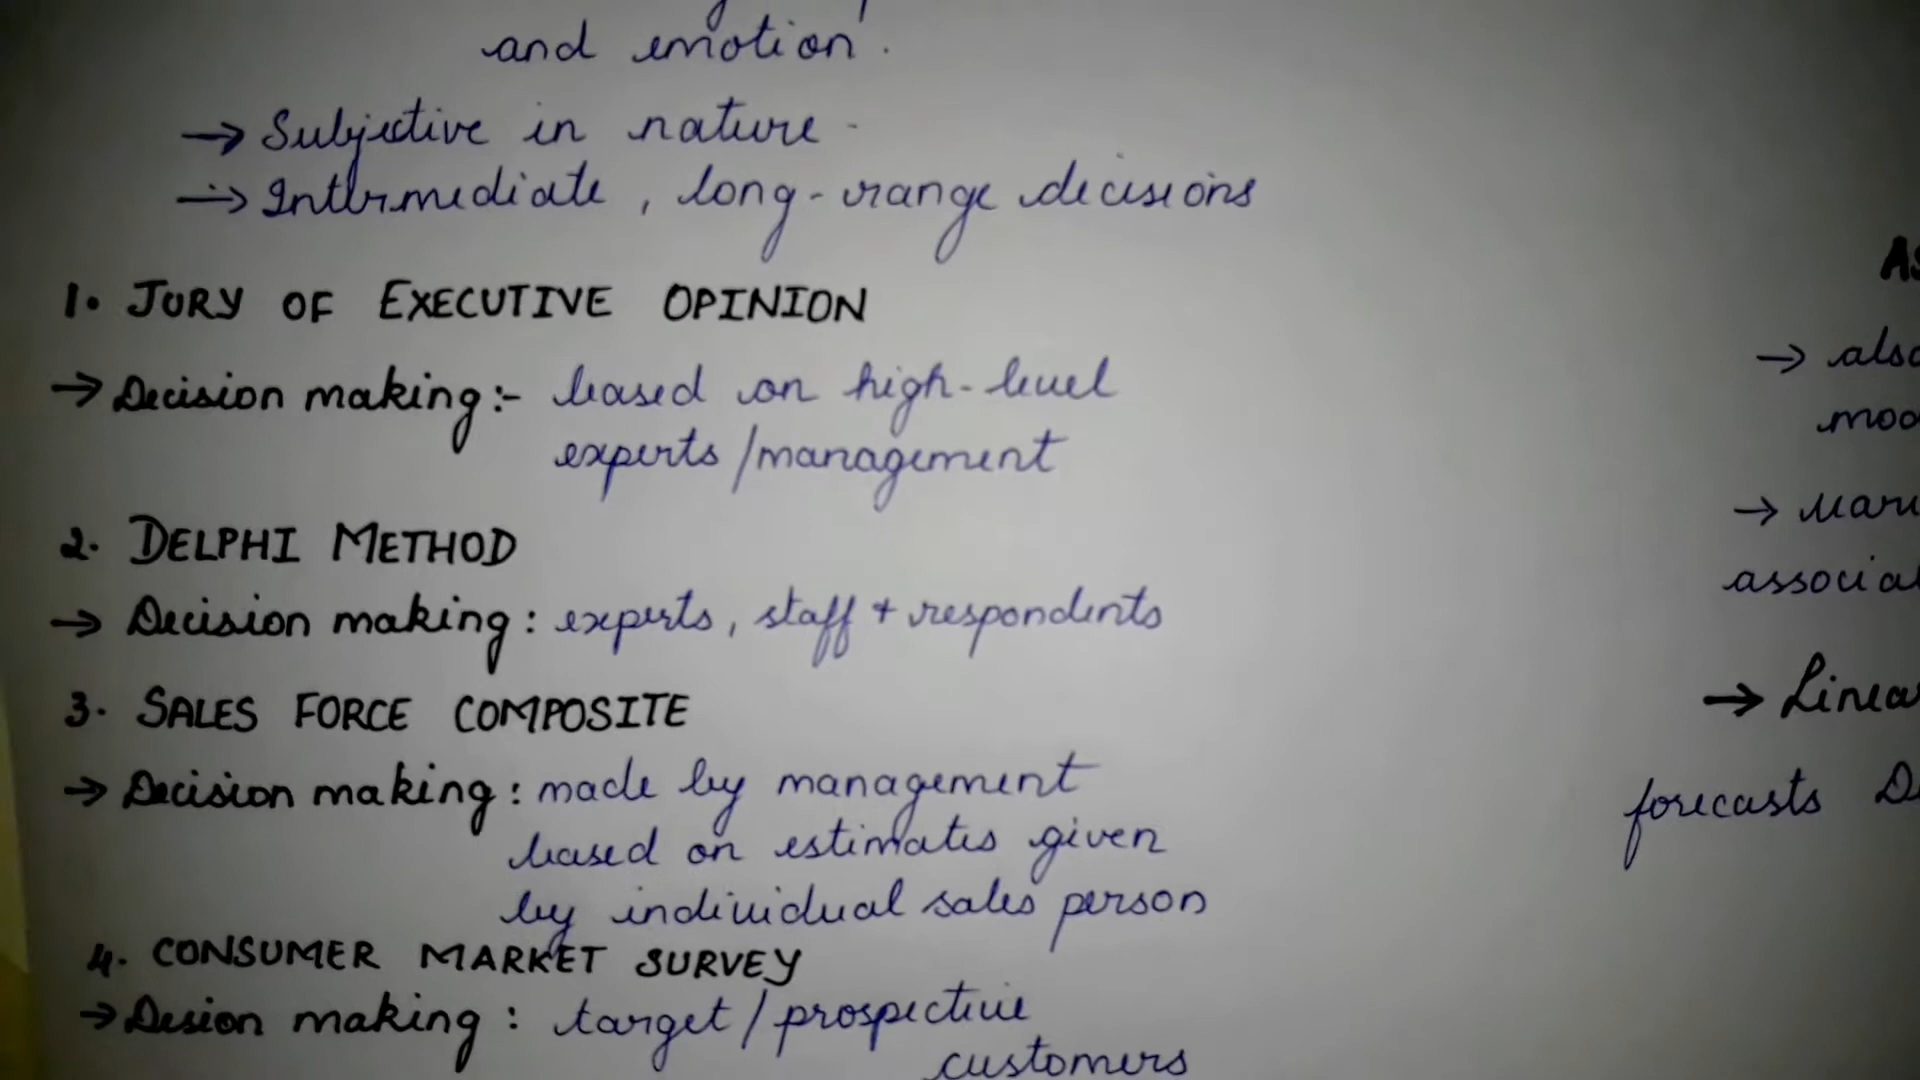 and emotion.
→ Subjective in nature.
→ Intermediate, long-range decisions
1. JURY OF EXECUTIVE OPINION
→ Decision making:- based on high-level
experts/management
2. DELPHI METHOD
→ Decision making: experts, staff + respondents
3. SALES FORCE COMPOSITE
→ Decision making: made by management
based on estimates given
by individual sales person
4. CONSUMER MARKET SURVEY
→ Desion making: target/prospective
customers
→
→
→
forecasts